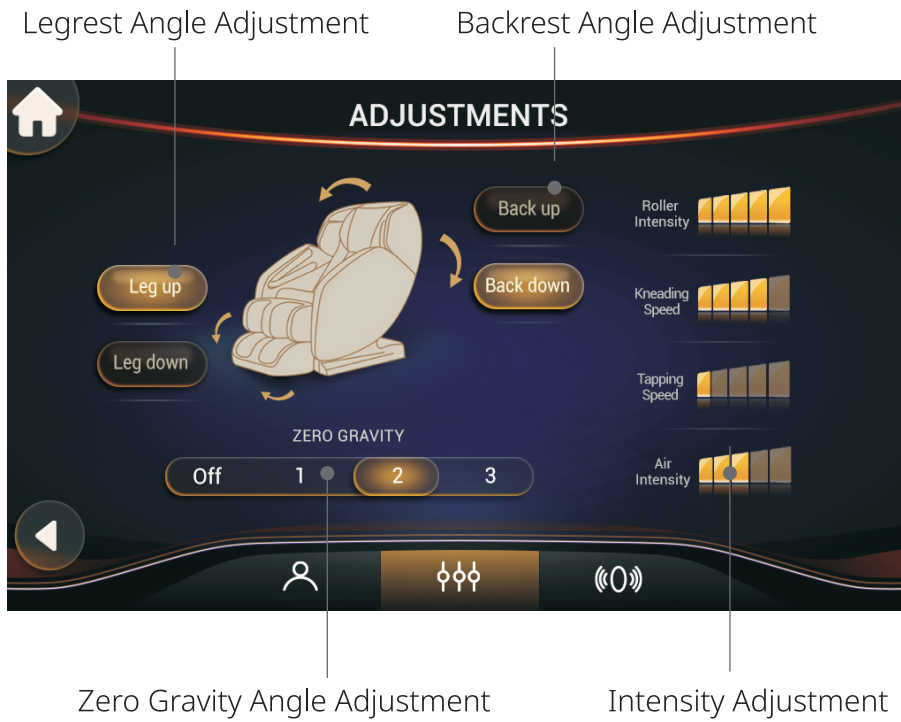 Legrest Angle Adjustment
Backrest Angle Adjustment
ADJUSTMENTS
Back up
Roller
Intensity
Leg up
Back down
Kneading
Speed
Leg down
Tapping
Speed
ZERO GRAVITY
Off 1 2 3
Air
Intensity
Zero Gravity Angle Adjustment
Intensity Adjustment